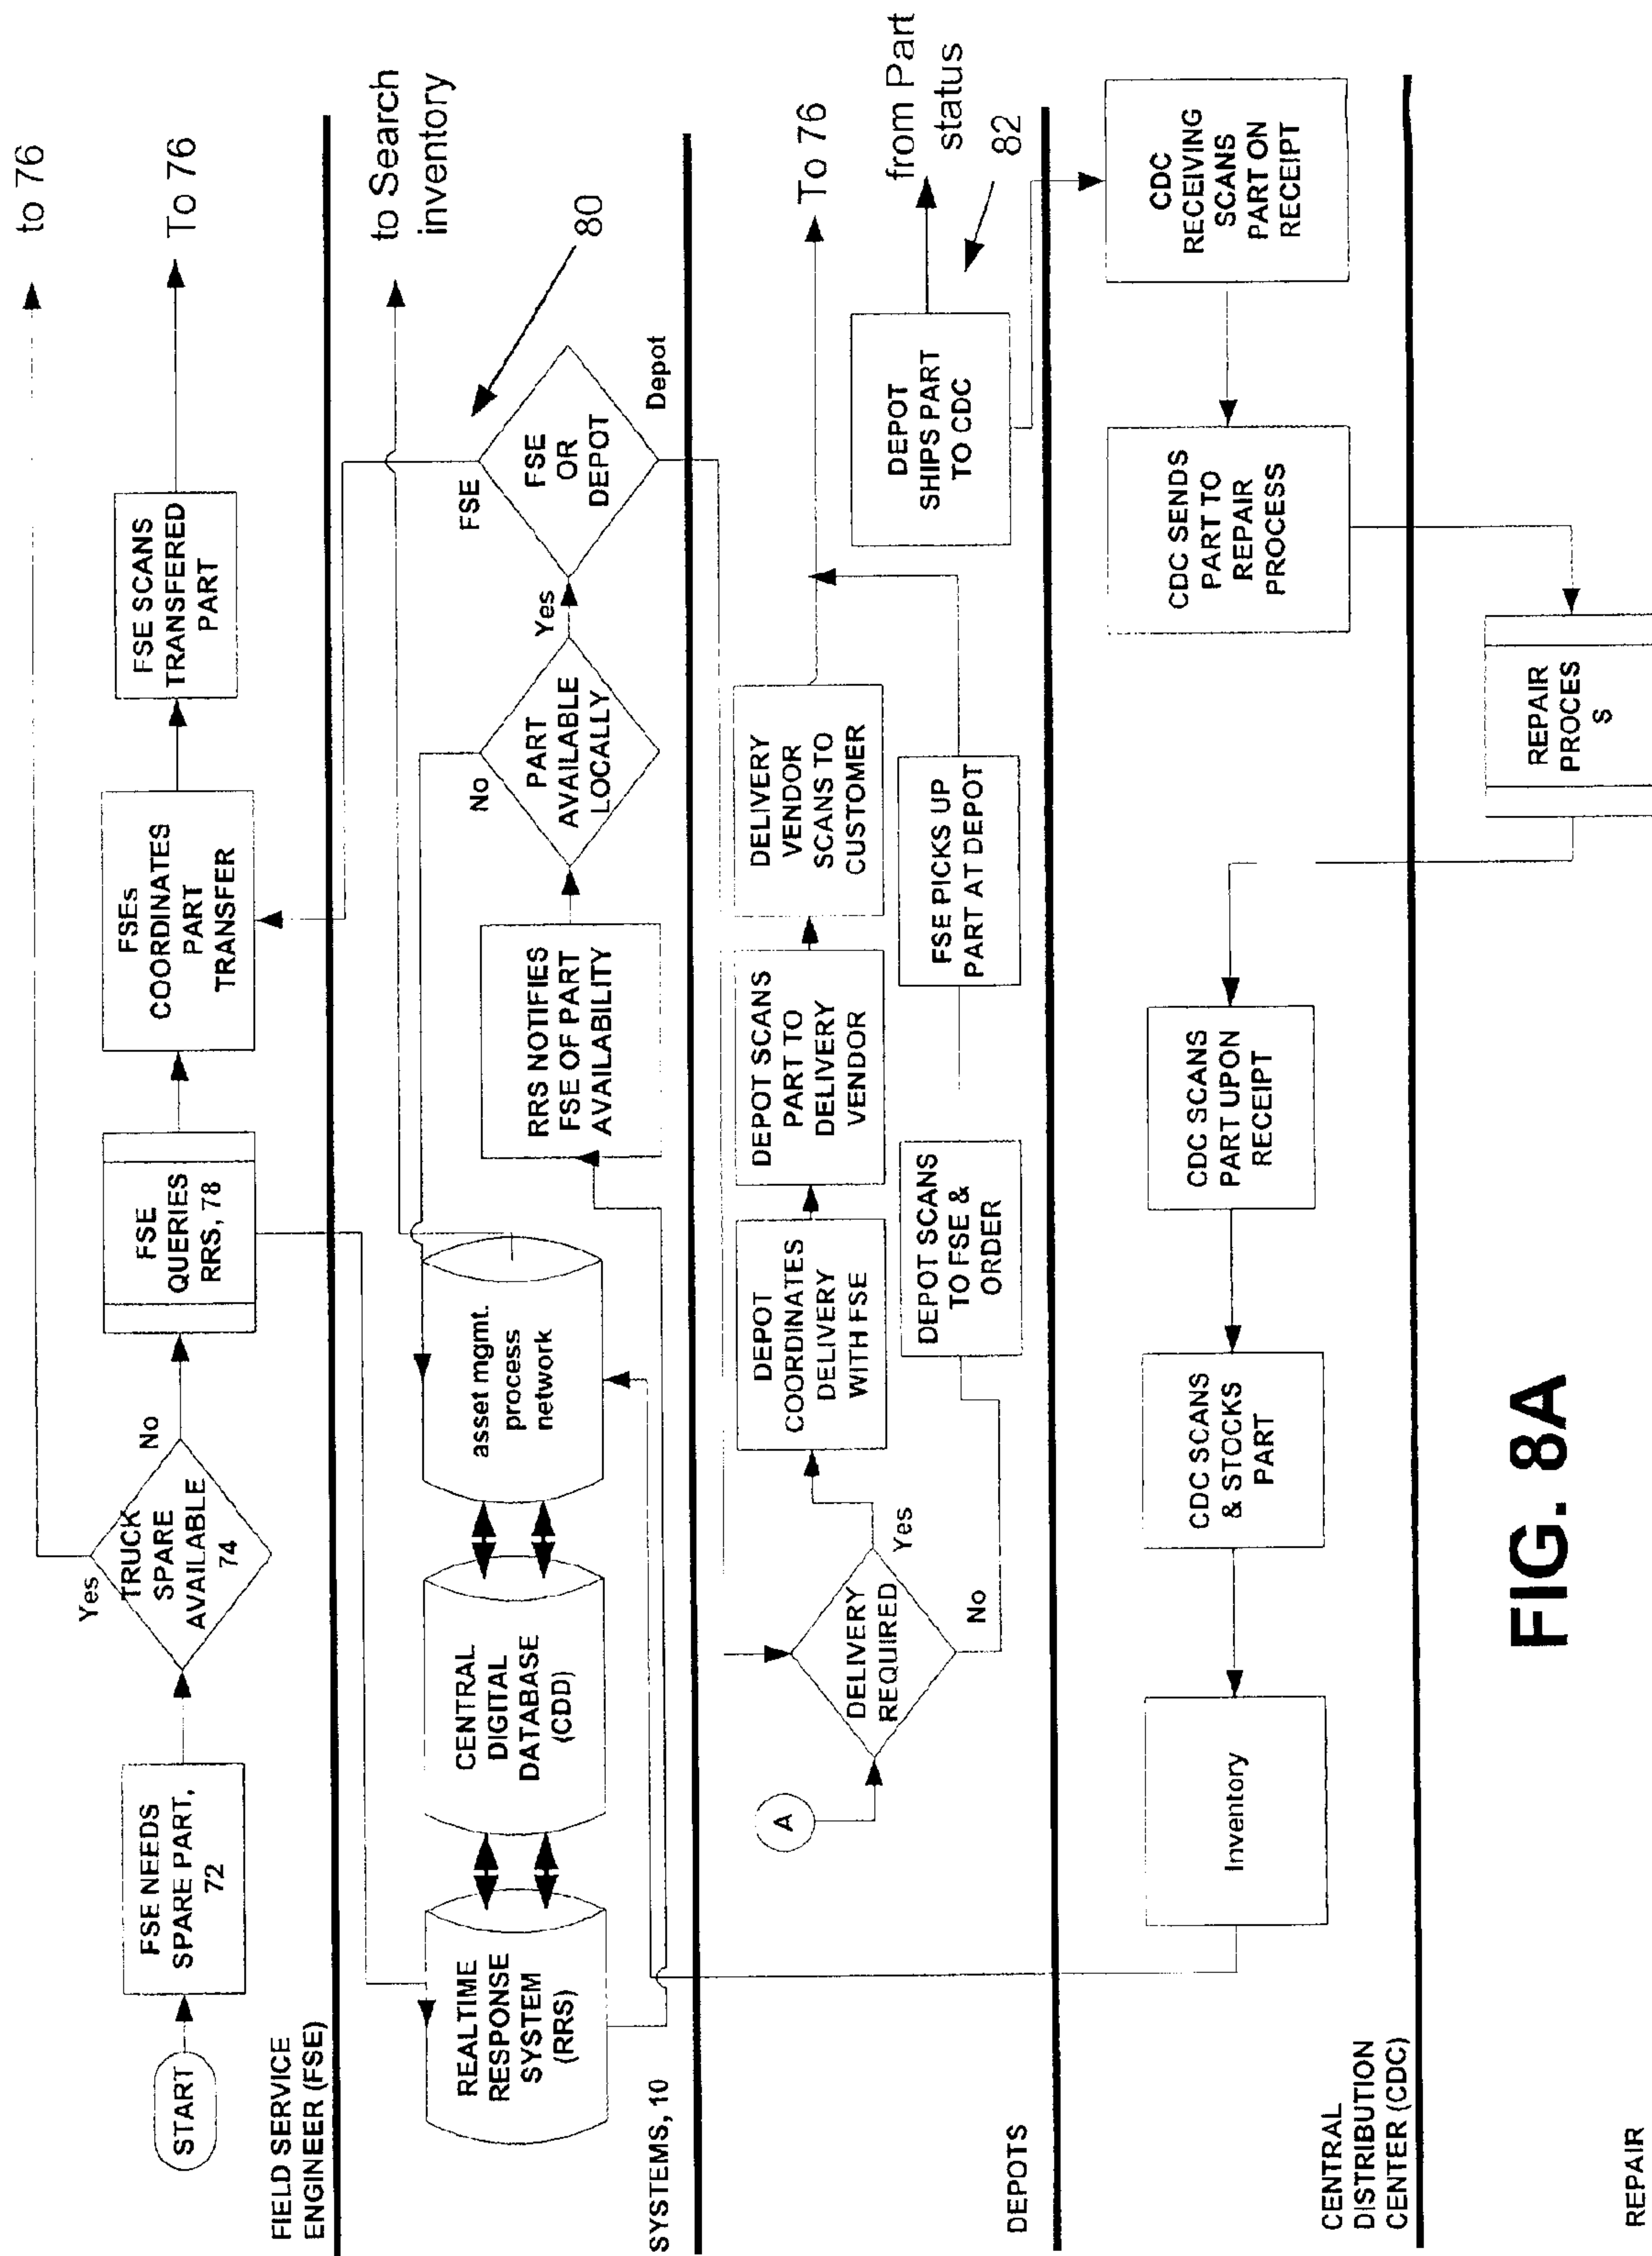 to 76
START
FSE NEEDS
SPARE PART,
72
Yes
TRUCK
SPARE
AVAILABLE
74
No
FSE
QUERIES
RRS, 78
FSEs
COORDINATES
PART
TRANSFER
FSE SCANS
TRANSFERED
PART
To 76
FIELD SERVICE
ENGINEER (FSE)
REALTIME
RESPONSE
SYSTEM
(RRS)
CENTRAL
DIGITAL
DATABASE
(CDD)
asset mgmt.
process
network
RRS NOTIFIES
FSE OF PART
AVAILABILITY
No
PART
AVAILABLE
LOCALLY
Yes
FSE
FSE
OR
DEPOT
Depot
to Search
inventory
80
SYSTEMS, 10
A
DELIVERY
REQUIRED
Yes
No
DEPOT
COORDINATES
DELIVERY
WITH FSE
DEPOT SCANS
PART TO
DELIVERY
VENDOR
DELIVERY
VENDOR
SCANS TO
CUSTOMER
To 76
DEPOT SCANS
TO FSE &
ORDER
FSE PICKS UP
PART AT DEPOT
DEPOT
SHIPS PART
TO CDC
from Part
status
82
DEPOTS
Inventory
CDC SCANS
& STOCKS
PART
CDC SCANS
PART UPON
RECEIPT
CDC SENDS
PART TO
REPAIR
PROCESS
CDC
RECEIVING
SCANS
PART ON
RECEIPT
CENTRAL
DISTRIBUTION
CENTER (CDC)
REPAIR
PROCES
S
REPAIR
FIG. 8A